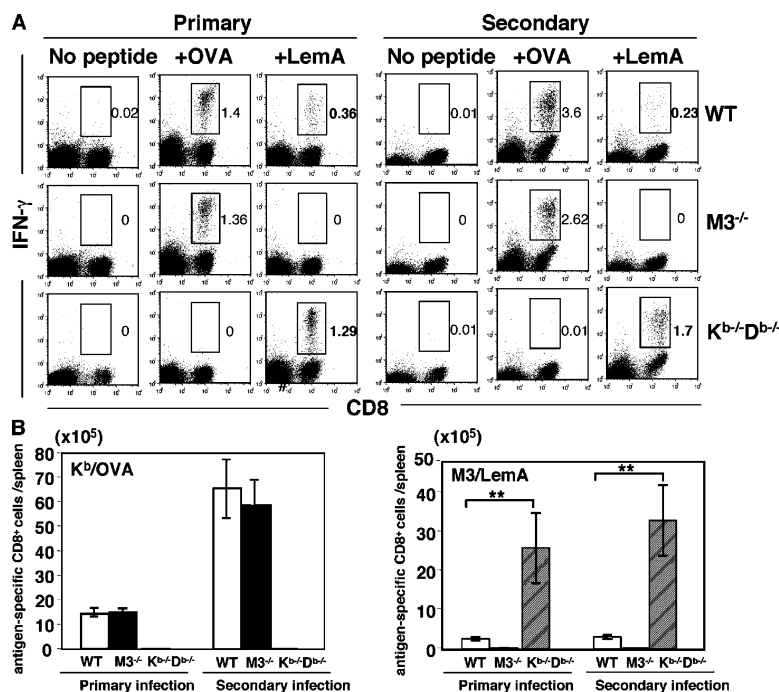 A
Primary
Secondary
No peptide +OVA +LemA No peptide +OVA +LemA
0.02 1.4 0.36 0.01 3.6 0.23 WT
0 1.36 0 0 2.62 0 M3-/-
0 0 1.29 0.01 0.01 1.7 Kb-/-Db-/-
IFN-γ
#
CD8
B
(x10⁵)
Kb/OVA
antigen-specific CD8+ cells /spleen
80
70
60
50
40
30
20
10
0
WT M3-/- Kb-/-Db-/- WT M3-/- Kb-/-Db-/-
Primary infection Secondary infection
(x10⁵)
M3/LemA
antigen-specific CD8+ cells /spleen
50
40
30
20
10
0
** **
WT M3-/- Kb-/-Db-/- WT M3-/- Kb-/-Db-/-
Primary infection Secondary infection